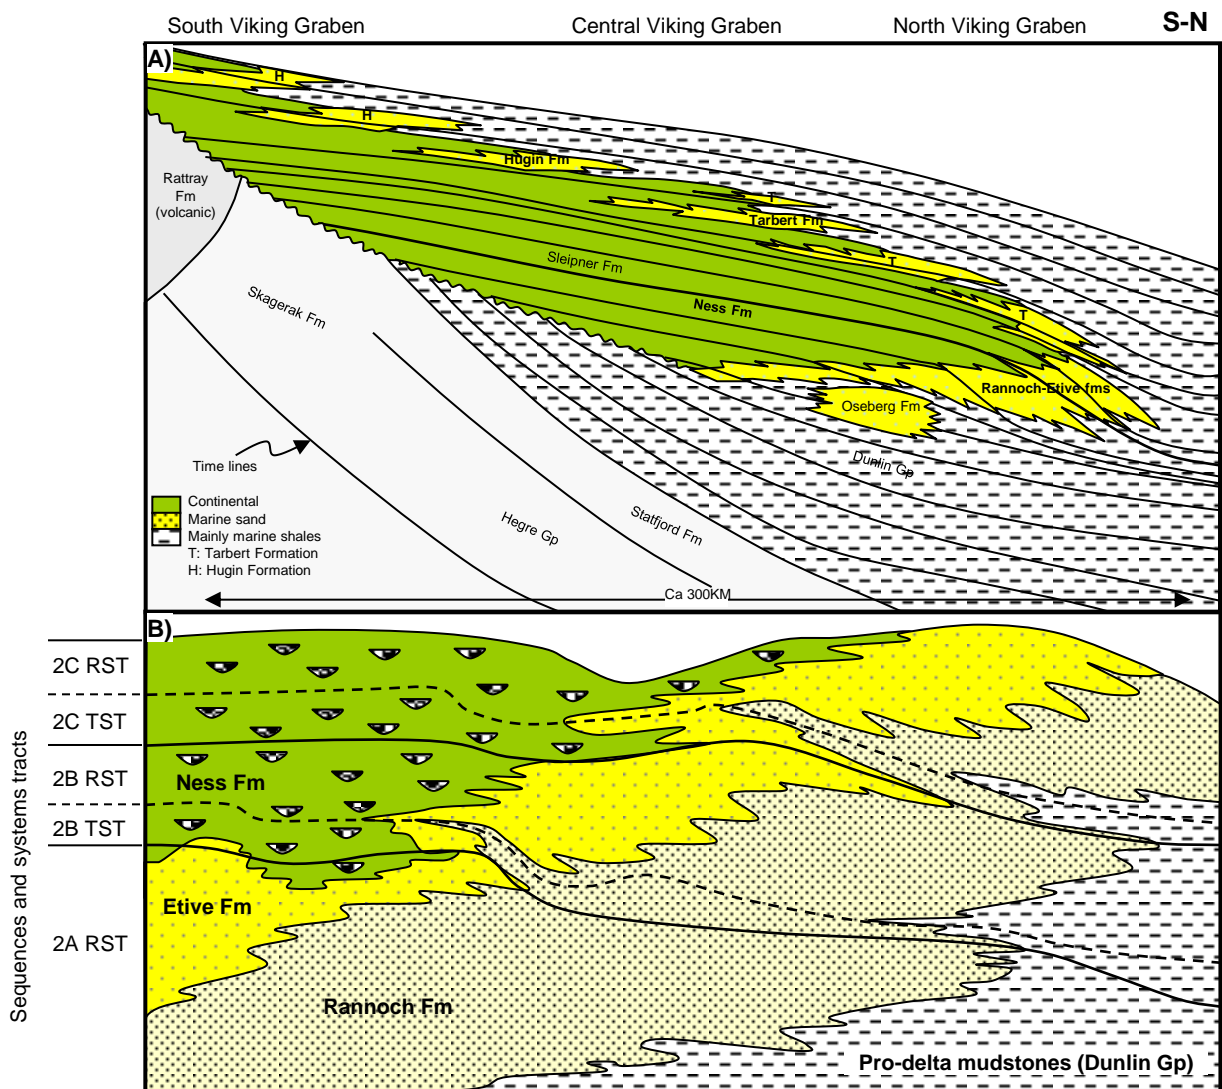 South Viking Graben Central Viking Graben North Viking Graben S-N
A)
H
H
Hugin Fm
T
Tarbert Fm
T
Rattray
Fm
(volcanic)
Sleipner Fm
Skagerak Fm
Ness Fm
T
Rannoch-Etive fms
Oseberg Fm
Dunlin Gp
Time lines
Continental
Marine sand
Mainly marine shales
T: Tarbert Formation
H: Hugin Formation
Hegre Gp
Statfjord Fm
Ca 300KM
B)
Sequences and systems tracts
2C RST
2C TST
2B RST
2B TST
2A RST
Ness Fm
Etive Fm
Rannoch Fm
Pro-delta mudstones (Dunlin Gp)